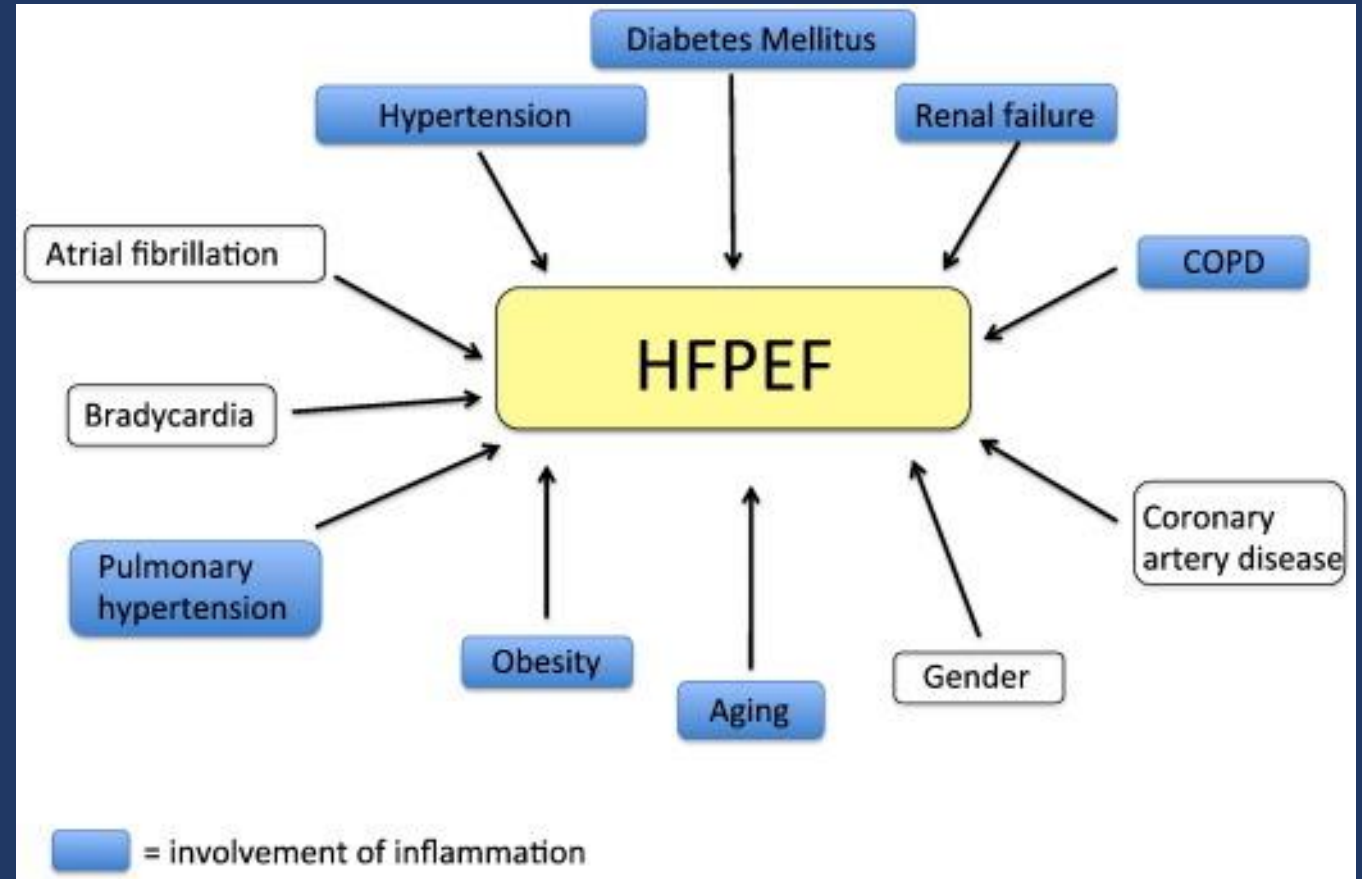 Diabetes Mellitus
Hypertension
Renal failure
Atrial fibrillation
COPD
HFPEF
Bradycardia
Coronary
artery disease
Pulmonary
hypertension
Obesity
Gender
Aging
= involvement of inflammation